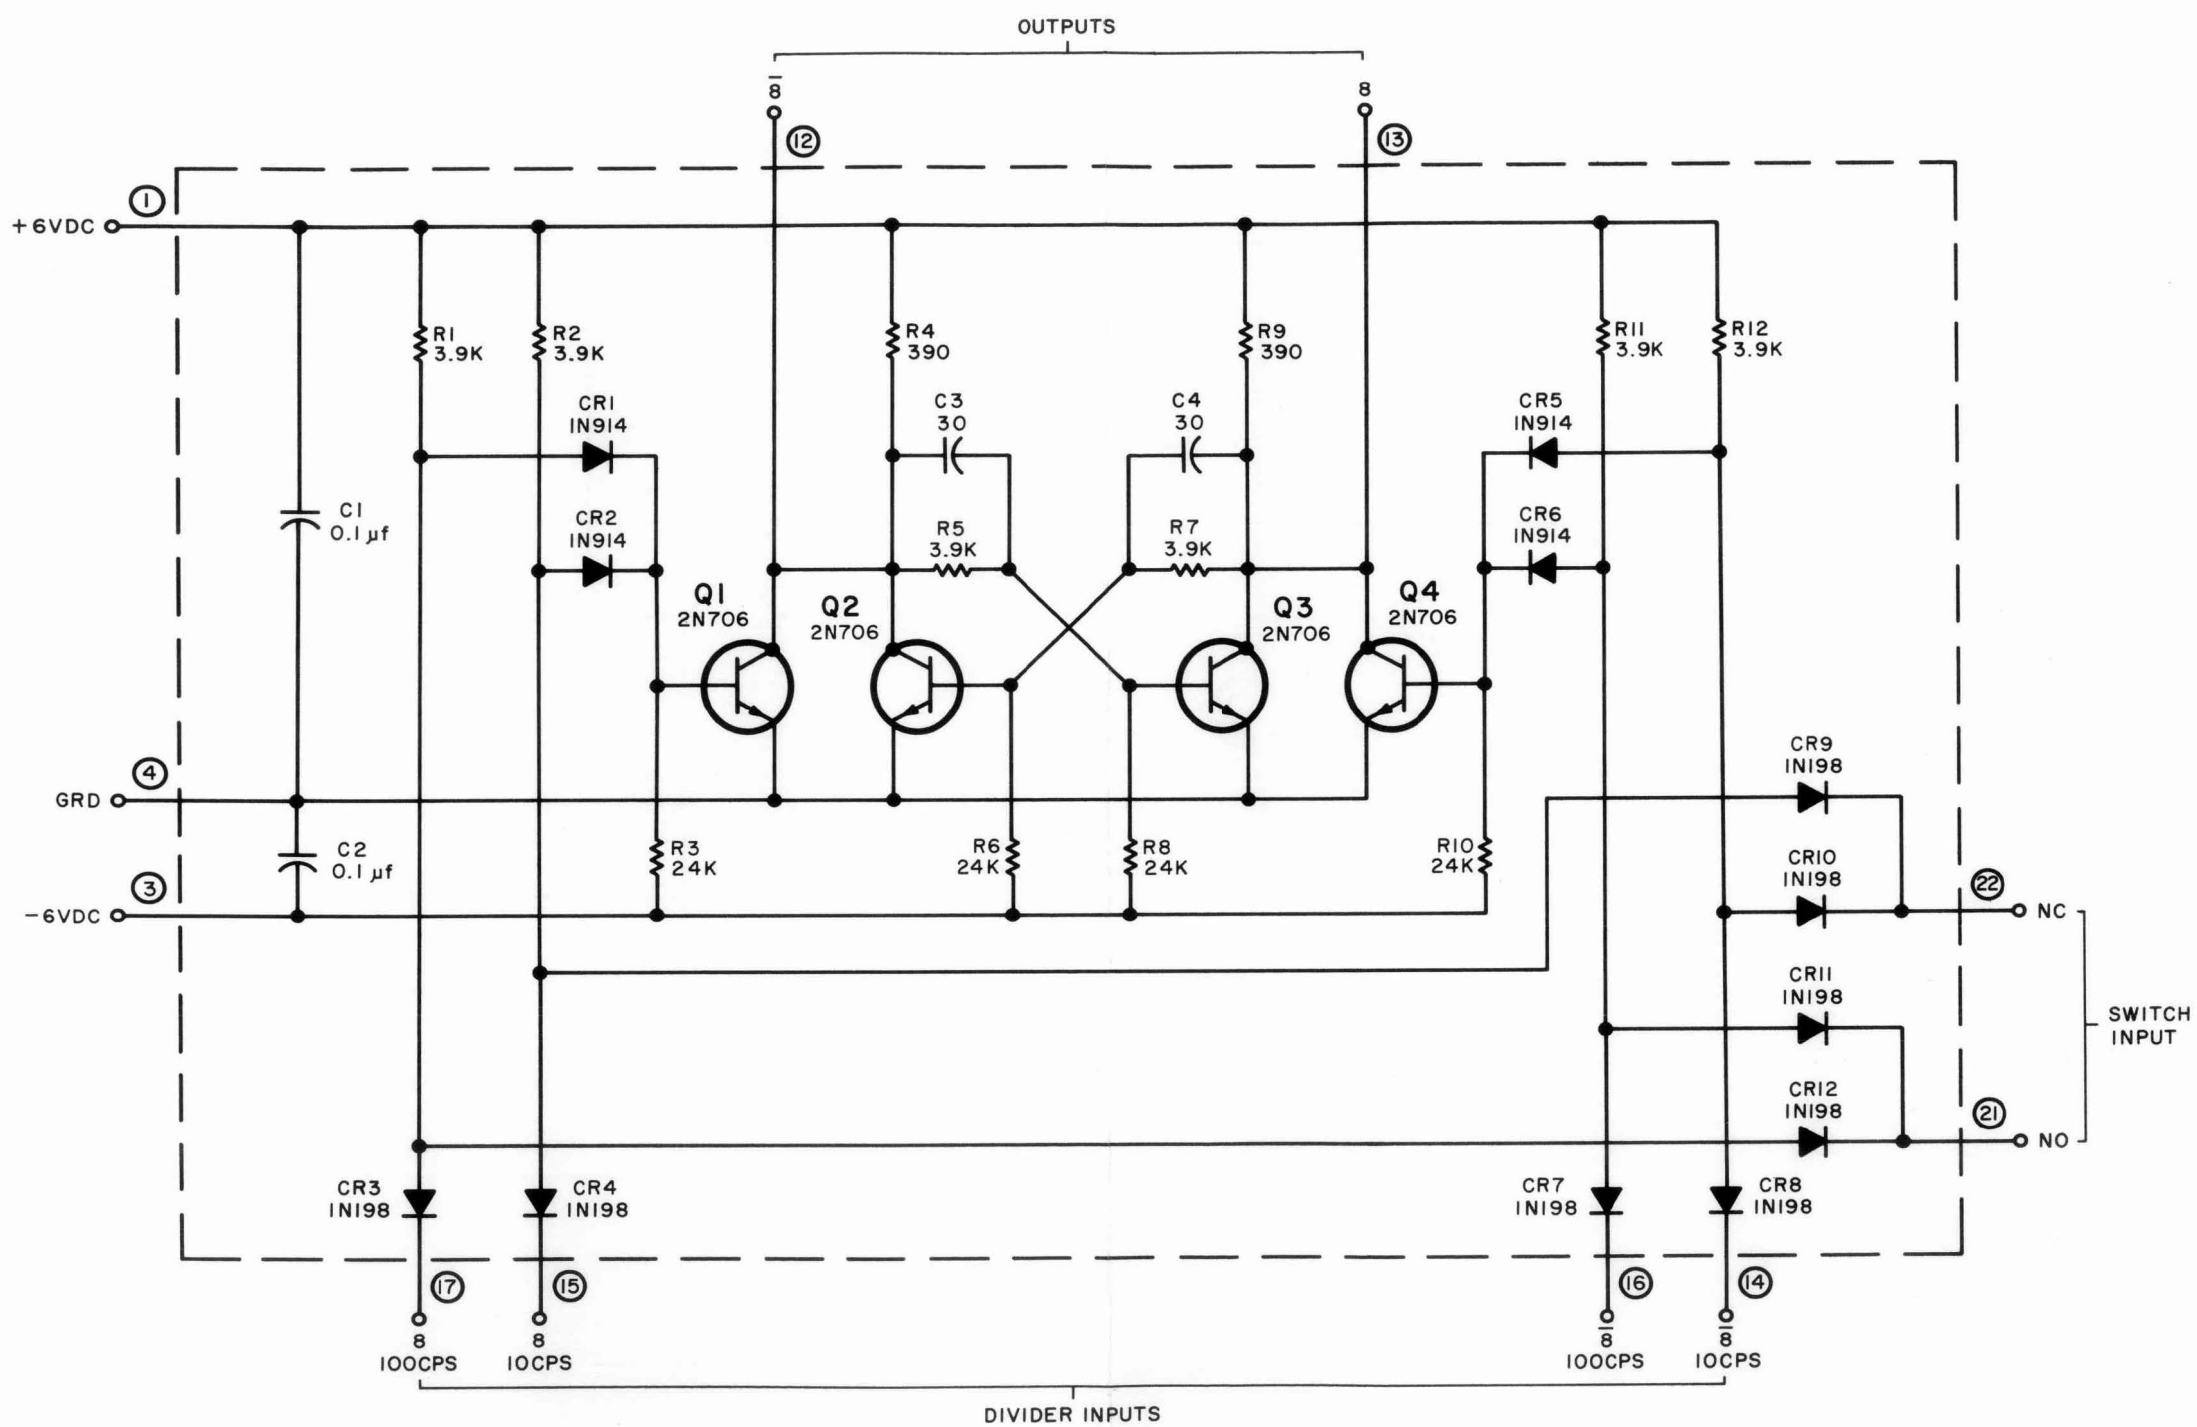 OUTPUTS
8̅
8
12
13
1
+6VDC
R1
3.9K
R2
3.9K
R4
390
R9
390
R11
3.9K
R12
3.9K
CR1
1N914
C3
30
C4
30
CR5
1N914
C1
0.1 µf
CR2
1N914
R5
3.9K
R7
3.9K
CR6
1N914
Q1
2N706
Q2
2N706
Q3
2N706
Q4
2N706
4
GRD
CR9
1N198
C2
0.1 µf
R3
24K
R6
24K
R8
24K
R10
24K
CR10
1N198
3
-6VDC
22
NC
CR11
1N198
SWITCH
INPUT
CR12
1N198
21
NO
CR3
1N198
CR4
1N198
CR7
1N198
CR8
1N198
17
15
16
14
8
100CPS
8
10CPS
8̅
100CPS
8̅
10CPS
DIVIDER INPUTS